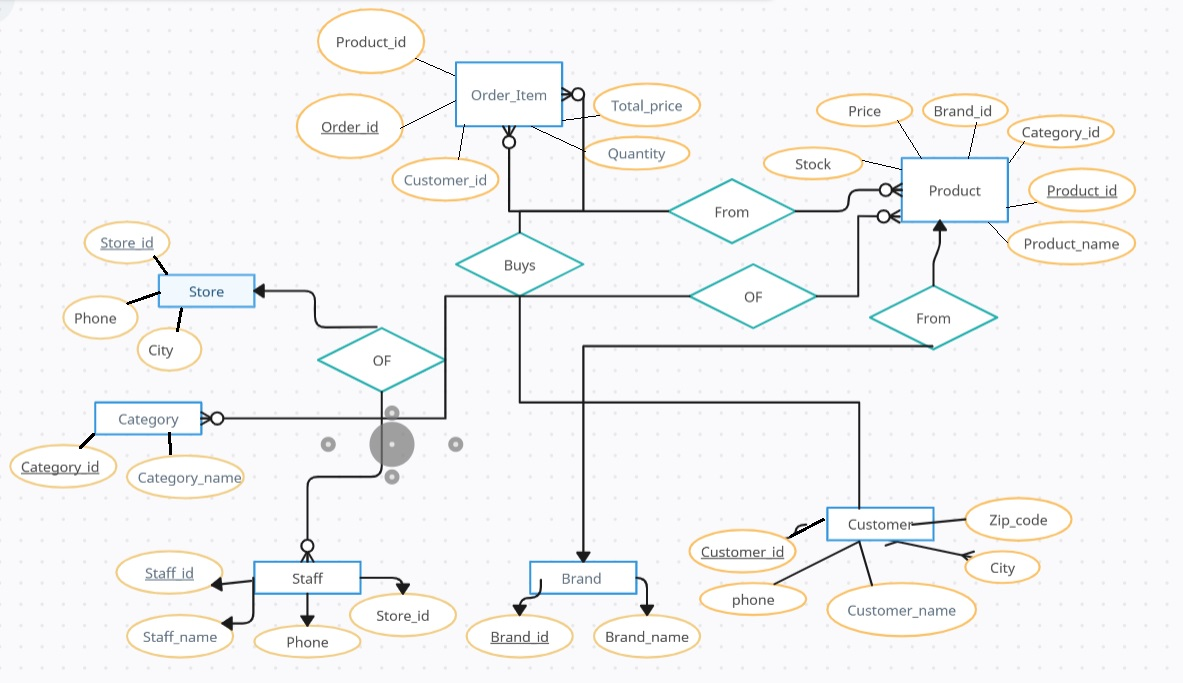 Product_id
Order_Item
Total_price
Order_id
Quantity
Customer_id
Price
Brand_id
Category_id
Stock
Product
Product_id
Product_name
From
Buys
Store_id
Store
Phone
City
OF
From
OF
Category
Category_id
Category_name
Customer
Zip_code
Customer_id
City
phone
Customer_name
Staff_id
Staff
Store_id
Staff_name
Phone
Brand
Brand_id
Brand_name